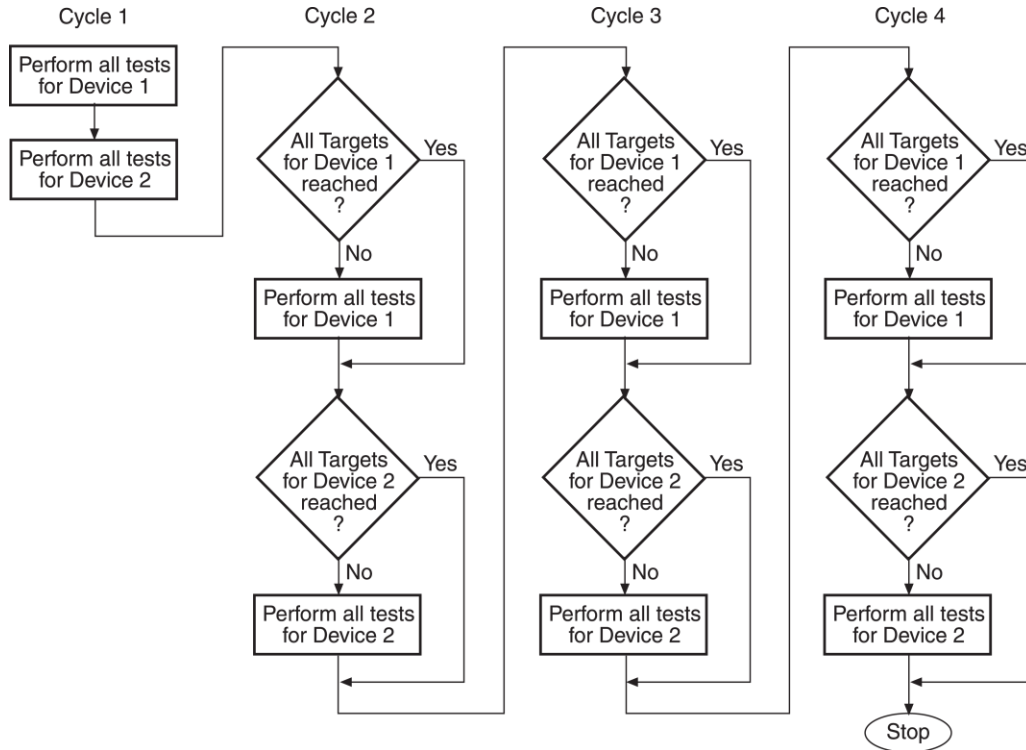 Cycle 1
Perform all tests
for Device 1
Perform all tests
for Device 2
Cycle 2
All Targets
for Device 1
reached
?
Yes
No
Perform all tests
for Device 1
All Targets
for Device 2
reached
?
Yes
No
Perform all tests
for Device 2
Cycle 3
All Targets
for Device 1
reached
?
Yes
No
Perform all tests
for Device 1
All Targets
for Device 2
reached
?
Yes
No
Perform all tests
for Device 2
Cycle 4
All Targets
for Device 1
reached
?
Yes
No
Perform all tests
for Device 1
All Targets
for Device 2
reached
?
Yes
No
Perform all tests
for Device 2
Stop